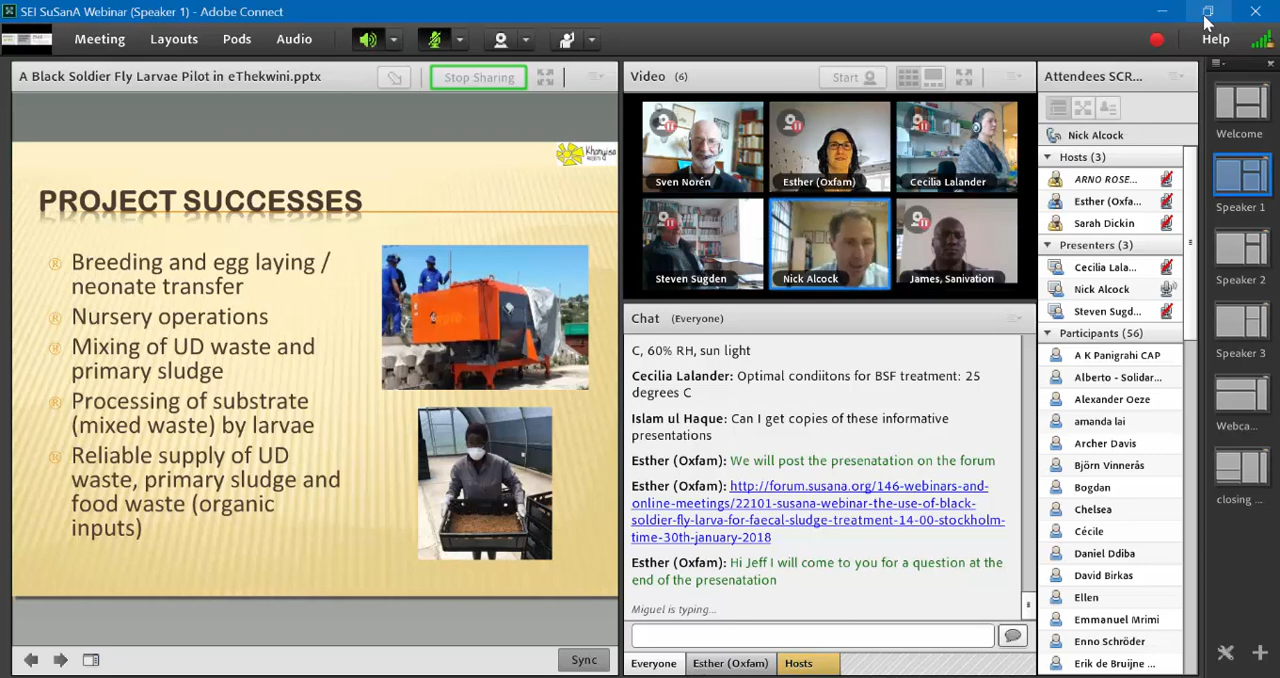 SEI SuSanA Webinar (Speaker 1) - Adobe Connect
Meeting
Layouts
Pods
Audio
Help
A Black Soldier Fly Larvae Pilot in eThekwini.pptx
Stop Sharing
Khanyisa
PROJECTS
PROJECT SUCCESSES
Breeding and egg laying /
neonate transfer
Nursery operations
Mixing of UD waste and
primary sludge
Processing of substrate
(mixed waste) by larvae
Reliable supply of UD
waste, primary sludge and
food waste (organic
inputs)
Sync
Video (6)
Start
Sven Norén
Esther (Oxfam)
Cecilia Lalander
Steven Sugden
Nick Alcock
James, Sanivation
Chat (Everyone)
C, 60% RH, sun light
Cecilia Lalander: Optimal condiitons for BSF treatment: 25
degrees C
Islam ul Haque: Can I get copies of these informative
presentations
Esther (Oxfam): We will post the presenatation on the forum
Esther (Oxfam): http://forum.susana.org/146-webinars-and-
online-meetings/22101-susana-webinar-the-use-of-black-
soldier-fly-larva-for-faecal-sludge-treatment-14-00-stockholm-
time-30th-january-2018
Esther (Oxfam): Hi Jeff I will come to you for a question at the
end of the presenatation
Miguel is typing...
Everyone
Esther (Oxfam)
Hosts
Attendees SCR...
Nick Alcock
Hosts (3)
ARNO ROSE...
Esther (Oxfa...
Sarah Dickin
Presenters (3)
Cecilia Lala...
Nick Alcock
Steven Sugd...
Participants (56)
A K Panigrahi CAP
Alberto - Solidar...
Alexander Oeze
amanda lai
Archer Davis
Björn Vinnerås
Bogdan
Chelsea
Cécile
Daniel Ddiba
David Birkas
Ellen
Emmanuel Mrimi
Enno Schröder
Erik de Bruijne ...
Welcome
Speaker 1
Speaker 2
Speaker 3
Webca...
closing ...